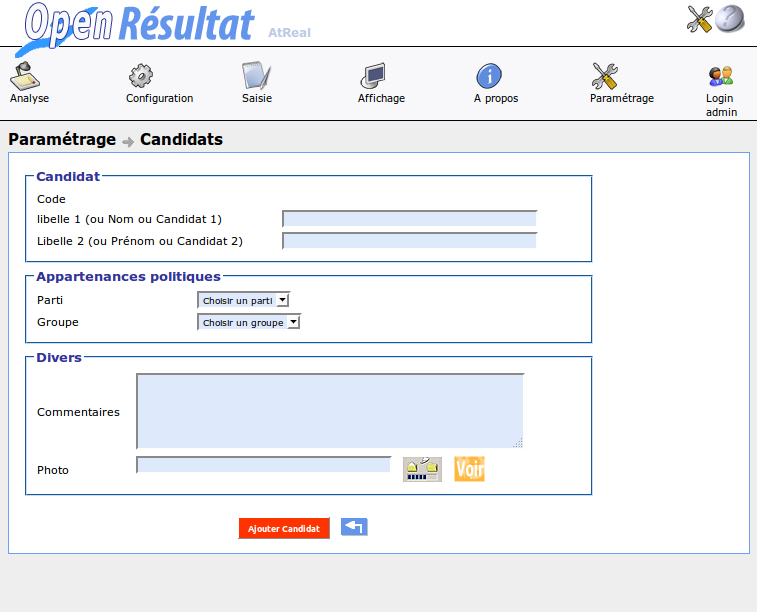 Open Résultat AtReal
Analyse Configuration Saisie Affichage A propos Paramétrage Login admin
Paramétrage Candidats
Candidat
Code
libelle 1 (ou Nom ou Candidat 1)
Libelle 2 (ou Prénom ou Candidat 2)
Appartenances politiques
Parti Choisir un parti
Groupe Choisir un groupe
Divers
Commentaires
Photo Voir
Ajouter Candidat